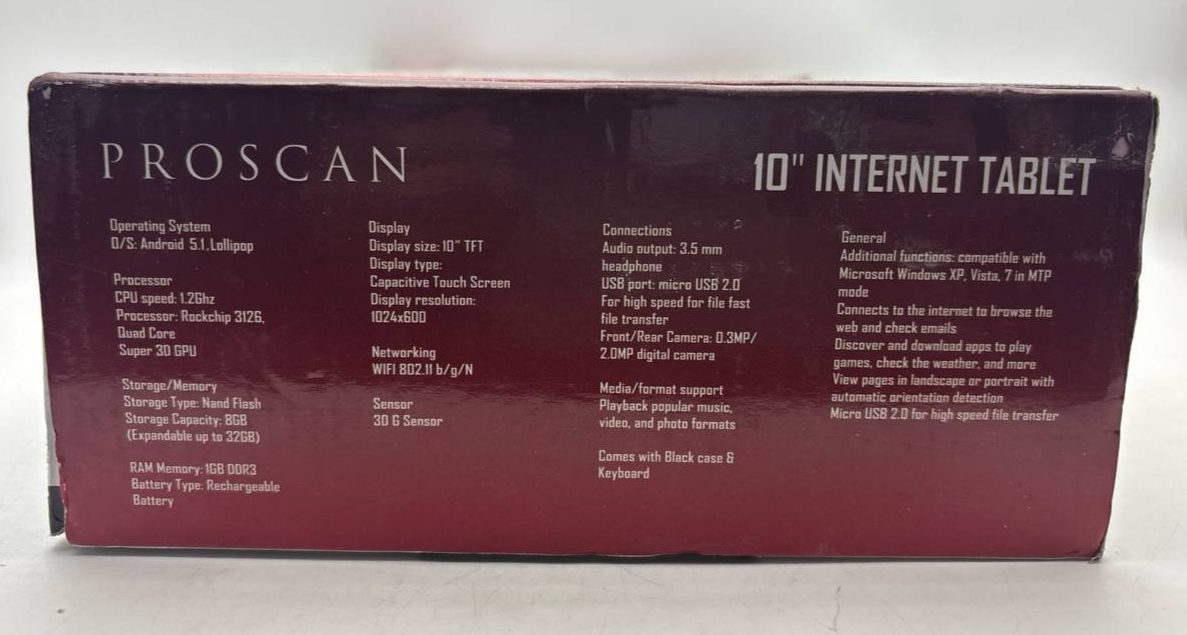 PROSCAN
10" INTERNET TABLET
Operating System
O/S: Android 5.1,Lollipop
Processor
CPU speed: 1.2Ghz
Processor: Rockchip 3126,
Quad Core
Super 3D GPU
Storage/Memory
Storage Type: Nand Flash
Storage Capacity: 8GB
(Expandable up to 32GB)
RAM Memory: 1GB DDR3
Battery Type: Rechargeable
Battery
Display
Display size: 10" TFT
Display type:
Capacitive Touch Screen
Display resolution:
1024x600
Networking
WIFI 802.11 b/g/N
Sensor
3D G Sensor
Connections
Audio output: 3.5 mm
headphone
USB port: micro USB 2.0
For high speed for file fast
file transfer
Front/Rear Camera: 0.3MP/
2.0MP digital camera
Media/format support
Playback popular music,
video, and photo formats
Comes with Black case &
Keyboard
General
Additional functions: compatible with
Microsoft Windows XP, Vista, 7 in MTP
mode
Connects to the internet to browse the
web and check emails
Discover and download apps to play
games, check the weather, and more
View pages in landscape or portrait with
automatic orientation detection
Micro USB 2.0 for high speed file transfer